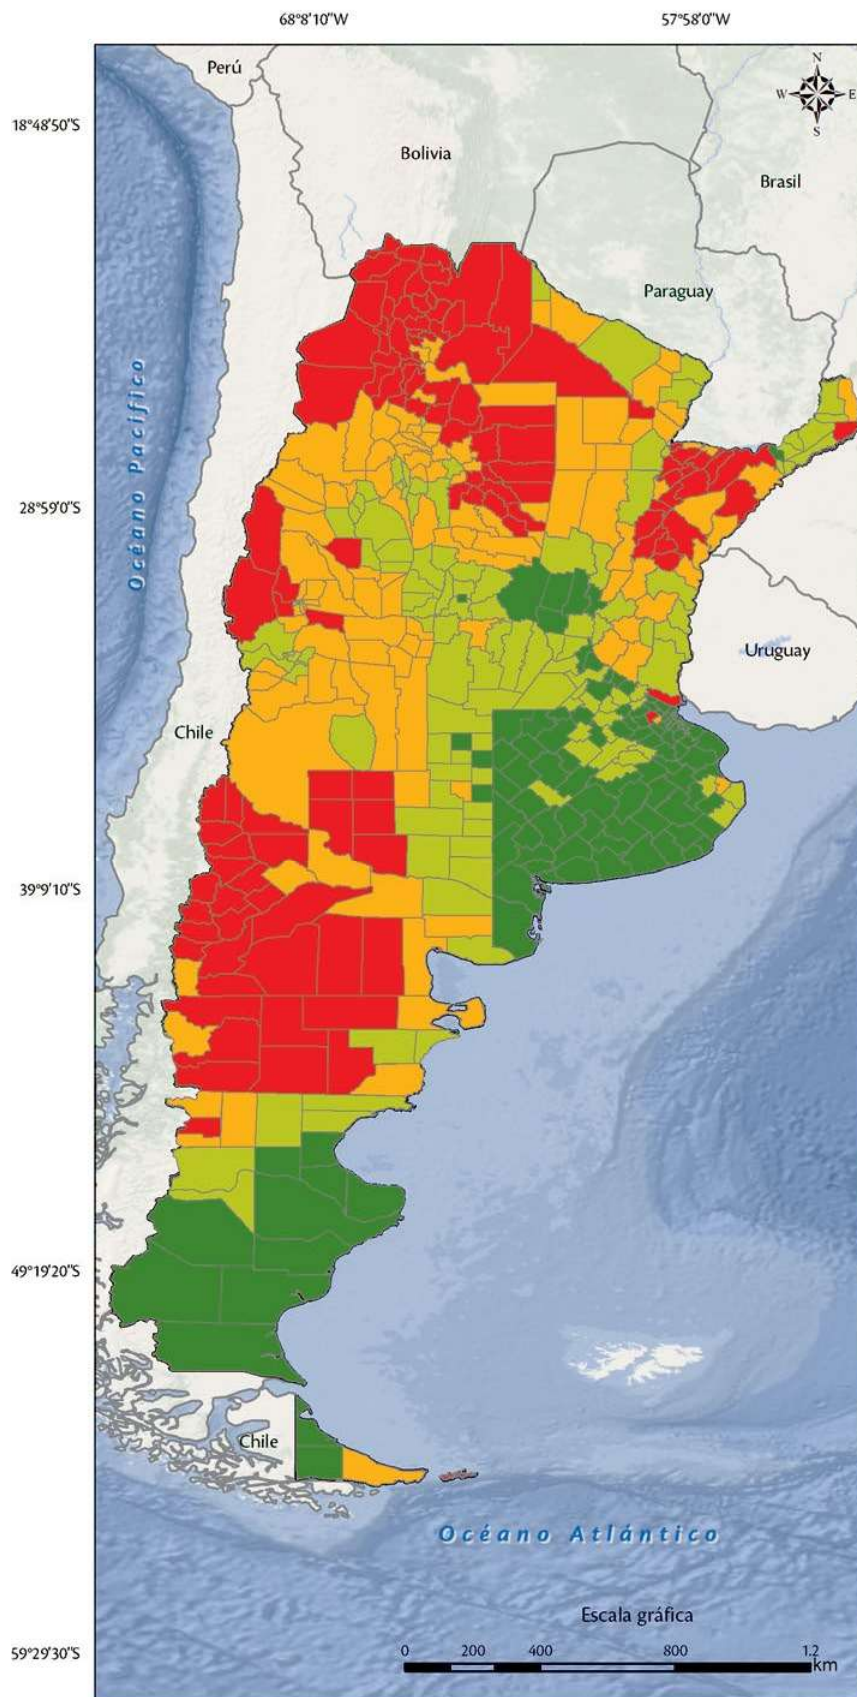 68°8'10"W
57°58'0"W
N
W E
S
Perú
18°48'50"S
Bolivia
Brasil
Paraguay
Océano Pacífico
28°59'0"S
Uruguay
Chile
39°9'10"S
49°19'20"S
Chile
Océano Atlántico
Escala gráfica
59°29'30"S
0 200 400 800 1.2
km